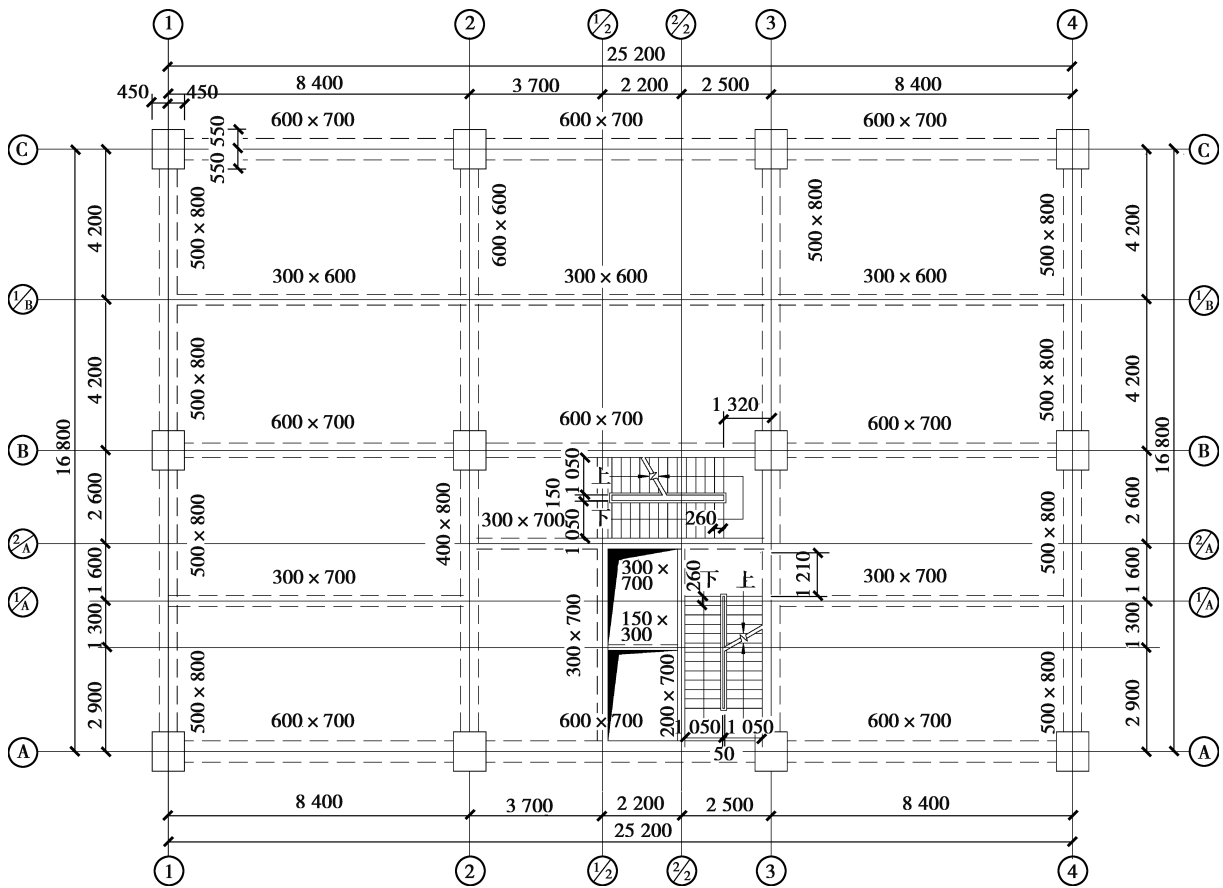 1 2 1/2 2/2 3 4
25 200
8 400 3 700 2 200 2 500 8 400
450 450
600 × 700 600 × 700 600 × 700
550
550
C C
500 × 800 600 × 600 500 × 800 500 × 800
4 200 4 200
300 × 600 300 × 600 300 × 600
1/B 1/B
4 200 4 200
500 × 800 500 × 800
1 320
600 × 700 600 × 700 600 × 700
B B
16 800 16 800
2 600 2 600
1 050 上
150
1 050 下
260
500 × 800 400 × 800 300 × 700 500 × 800
2/A 2/A
1 600 1 600
300 × 700
260 下 上
1 210
300 × 700 300 × 700
1/A 1/A
1 300 1 300
150 × 300
300 × 700
500 × 800 200 × 700 500 × 800
2 900 2 900
600 × 700 600 × 700 600 × 700
1 050 1 050
50
A A
8 400 3 700 2 200 2 500 8 400
25 200
1 2 1/2 2/2 3 4